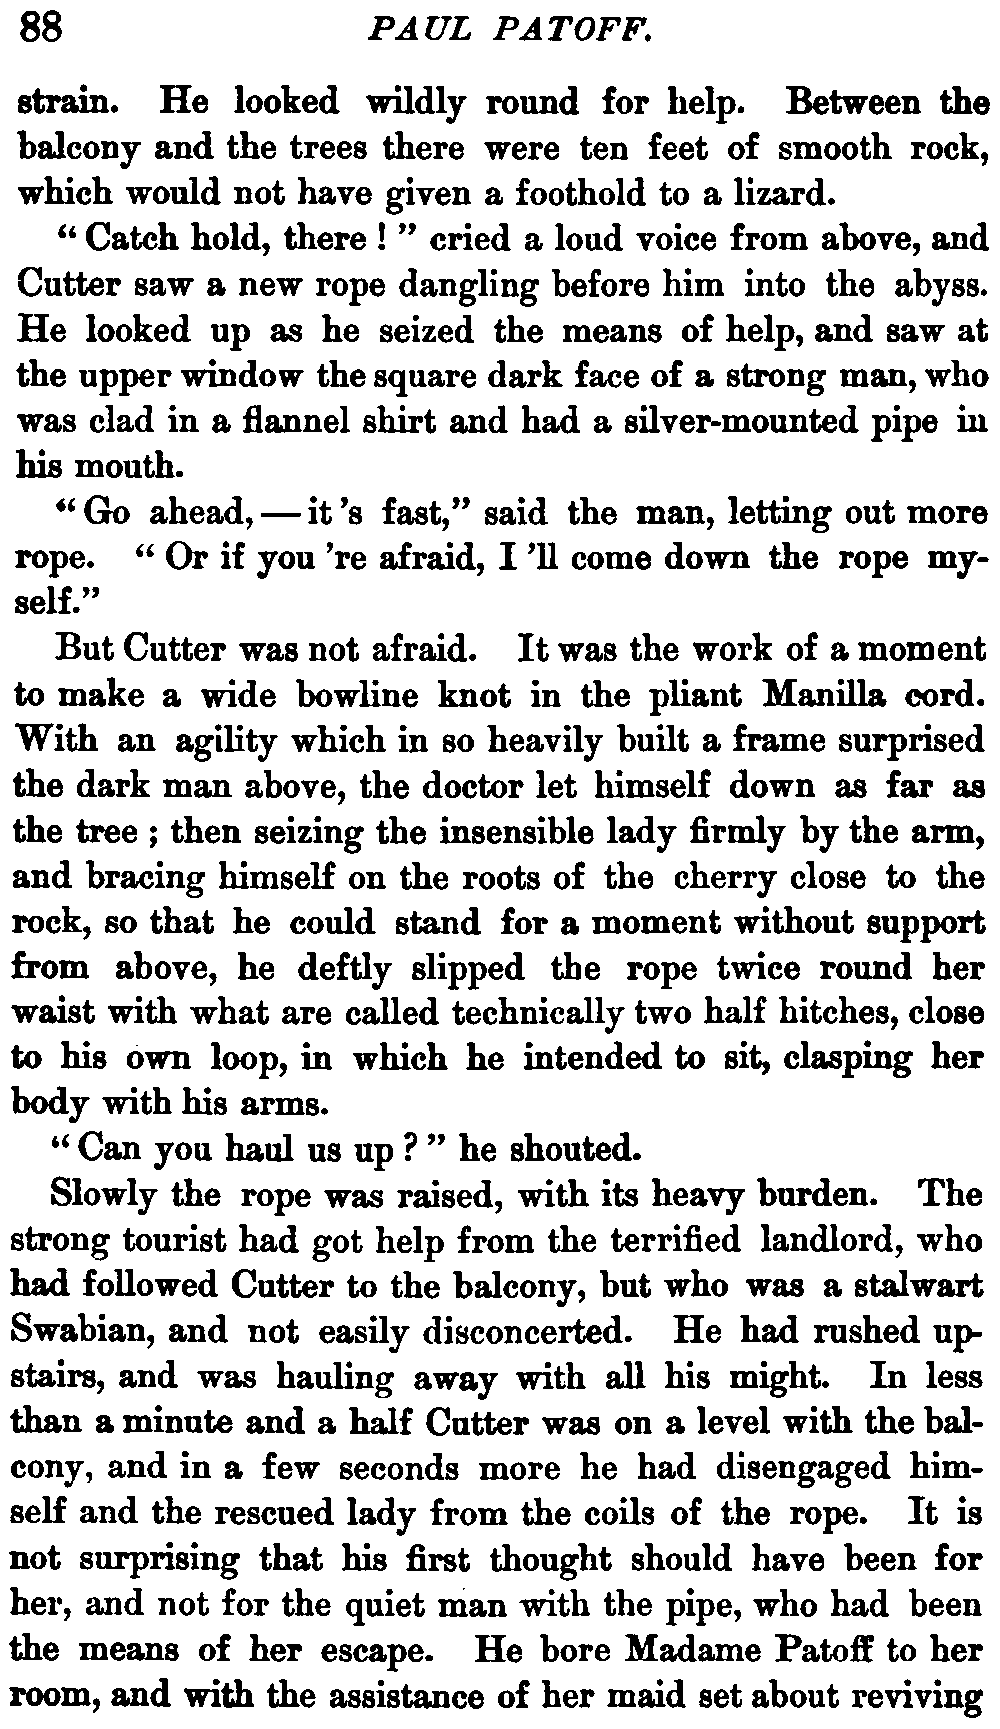 88 PAUL PATOFF.
strain. He looked wildly round for help. Between the
balcony and the trees there were ten feet of smooth rock,
which would not have given a foothold to a lizard.
“ Catch hold, there ! ” cried a loud voice from above, and
Cutter saw a new rope dangling before him into the abyss.
He looked up as he seized the means of help, and saw at
the upper window the square dark face of a strong man, who
was clad in a flannel shirt and had a silver-mounted pipe in
his mouth.
“ Go ahead, — it 's fast,” said the man, letting out more
rope. “ Or if you 're afraid, I 'll come down the rope my-
self.”
But Cutter was not afraid. It was the work of a moment
to make a wide bowline knot in the pliant Manilla cord.
With an agility which in so heavily built a frame surprised
the dark man above, the doctor let himself down as far as
the tree ; then seizing the insensible lady firmly by the arm,
and bracing himself on the roots of the cherry close to the
rock, so that he could stand for a moment without support
from above, he deftly slipped the rope twice round her
waist with what are called technically two half hitches, close
to his own loop, in which he intended to sit, clasping her
body with his arms.
“ Can you haul us up ? ” he shouted.
Slowly the rope was raised, with its heavy burden. The
strong tourist had got help from the terrified landlord, who
had followed Cutter to the balcony, but who was a stalwart
Swabian, and not easily disconcerted. He had rushed up-
stairs, and was hauling away with all his might. In less
than a minute and a half Cutter was on a level with the bal-
cony, and in a few seconds more he had disengaged him-
self and the rescued lady from the coils of the rope. It is
not surprising that his first thought should have been for
her, and not for the quiet man with the pipe, who had been
the means of her escape. He bore Madame Patoff to her
room, and with the assistance of her maid set about reviving